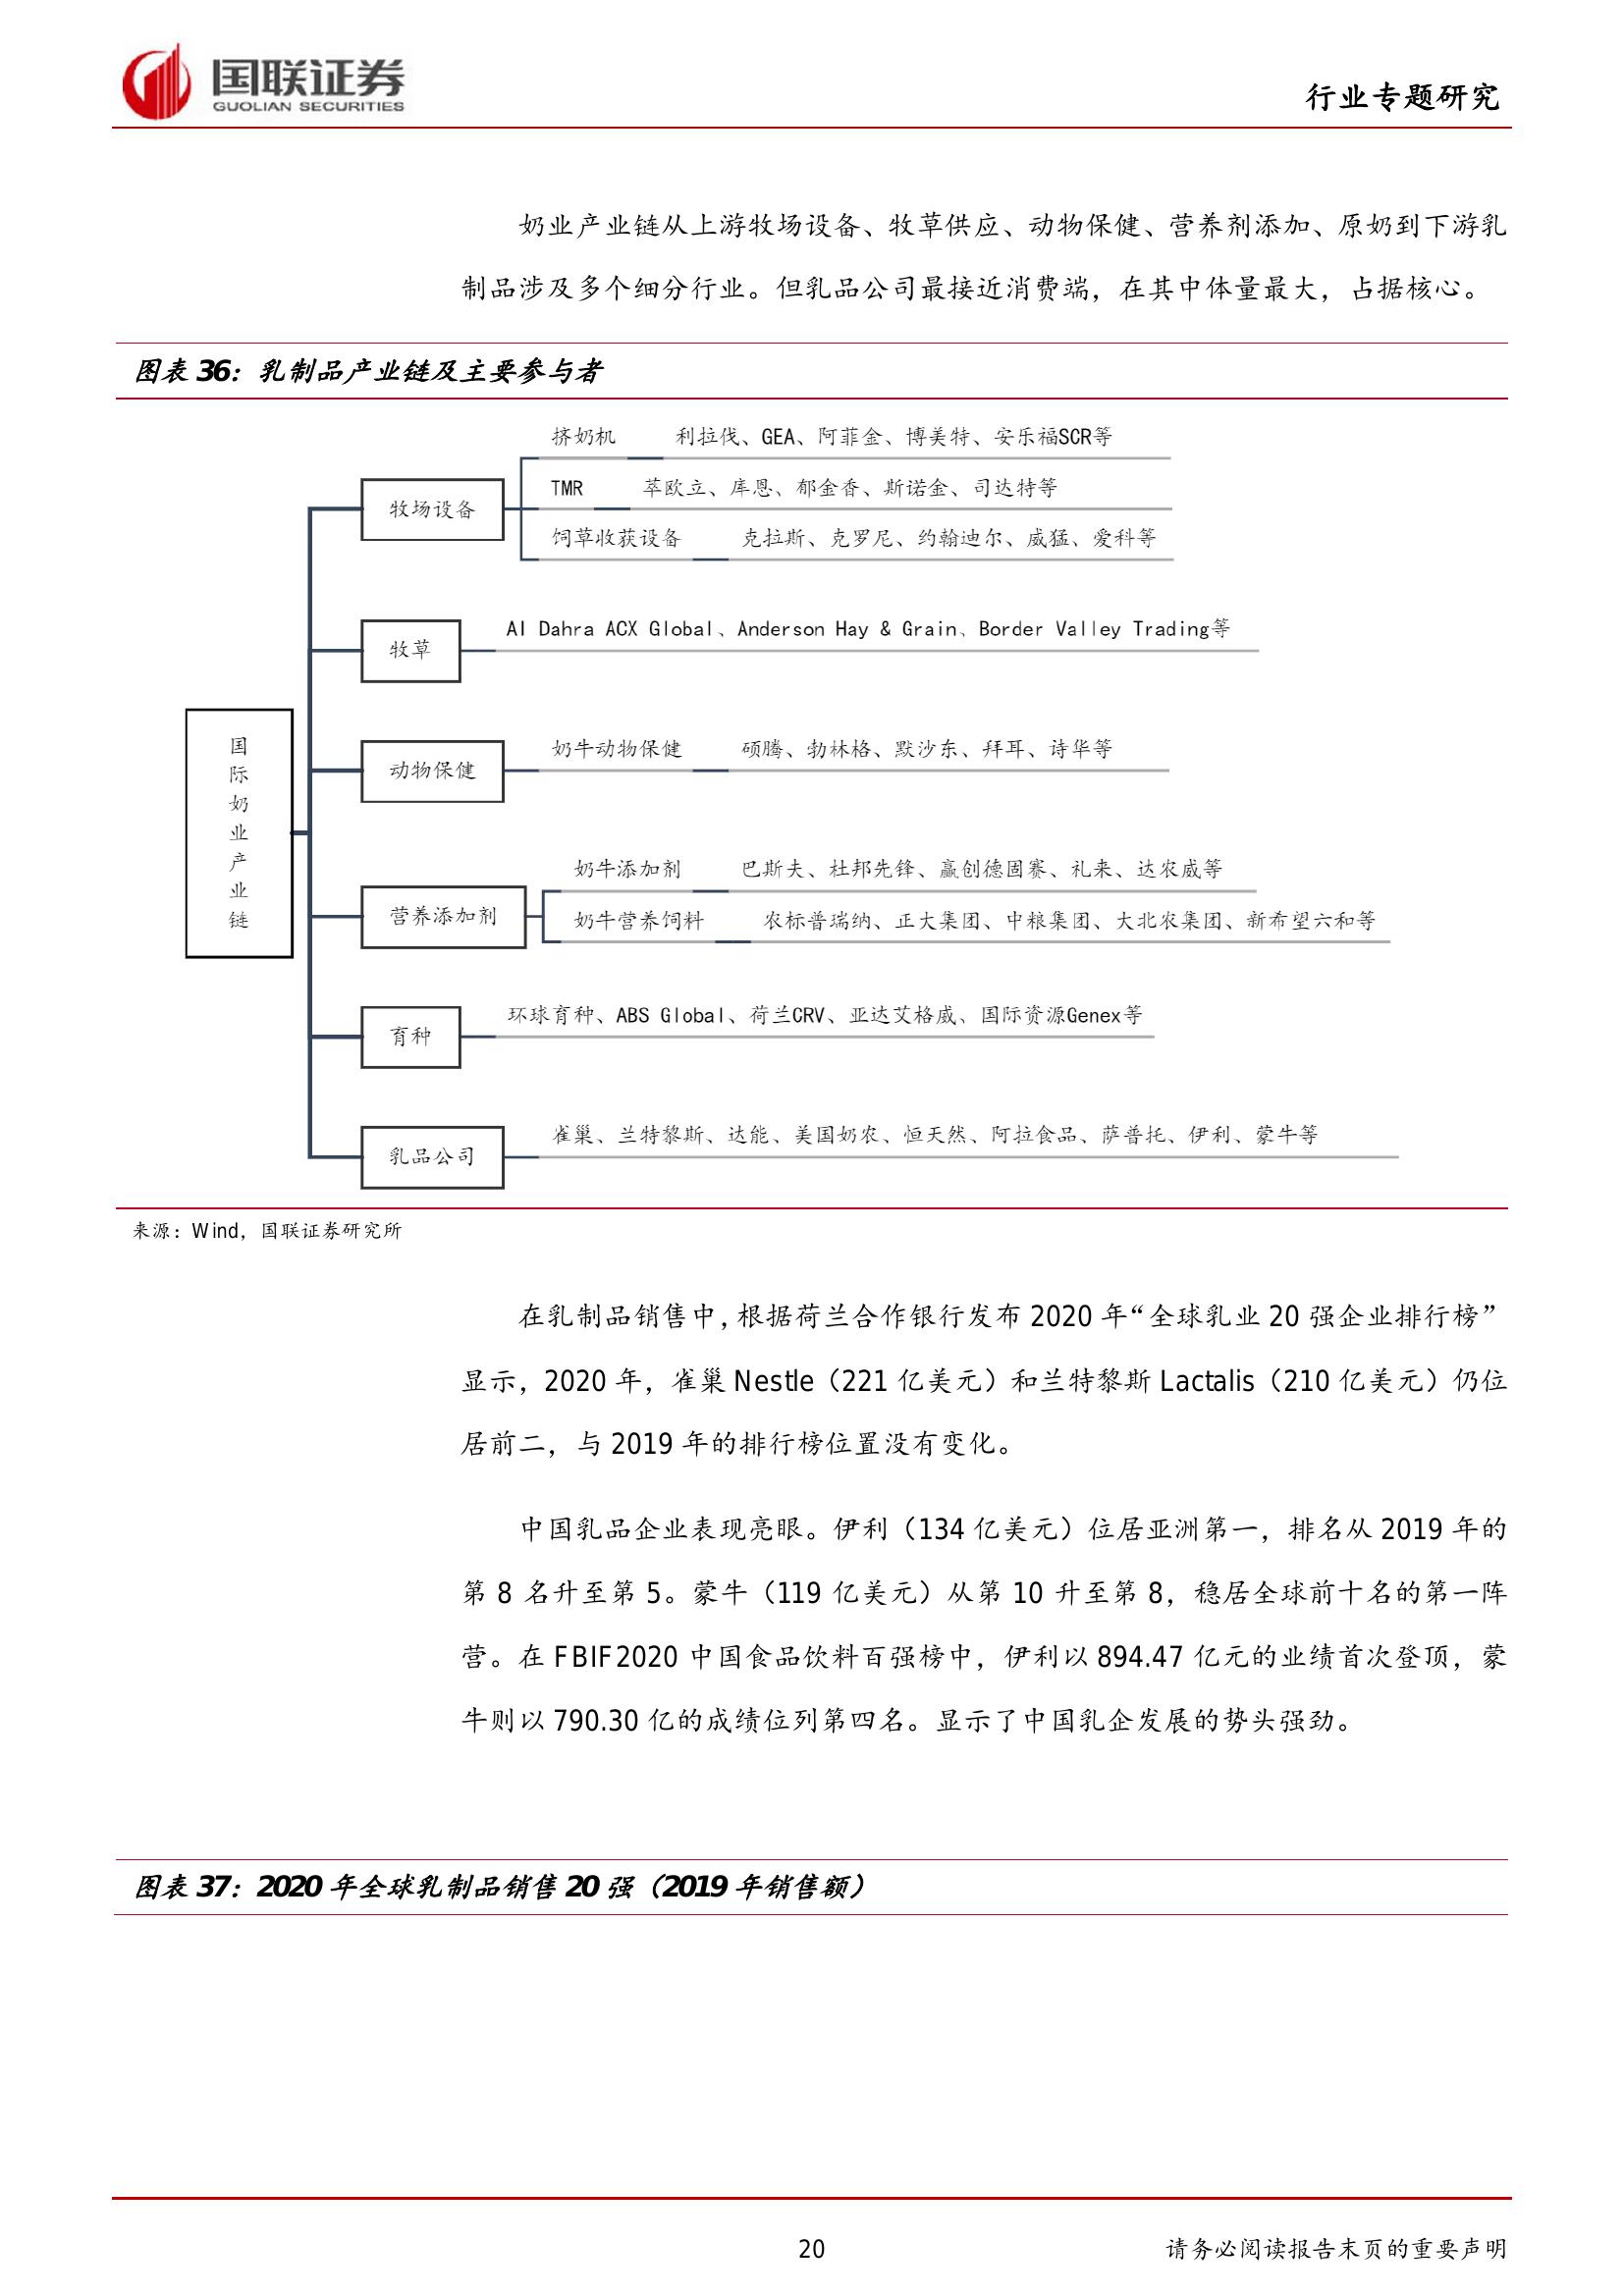 国联证券
GUOLIAN SECURITIES
行业专题研究
奶业产业链从上游牧场设备、牧草供应、动物保健、营养剂添加、原奶到下游乳
制品涉及多个细分行业。但乳品公司最接近消费端，在其中体量最大，占据核心。
图表 36：乳制品产业链及主要参与者
挤奶机 利拉伐、GEA、阿菲金、博美特、安乐福SCR等
TMR 萃欧立、库恩、郁金香、斯诺金、司达特等
牧场设备
饲草收获设备 克拉斯、克罗尼、约翰迪尔、威猛、爱科等
Al Dahra ACX Global、Anderson Hay & Grain、Border Valley Trading等
牧草
国际奶业产业链
奶牛动物保健 硕腾、勃林格、默沙东、拜耳、诗华等
动物保健
奶牛添加剂 巴斯夫、杜邦先锋、赢创德固赛、礼来、达农威等
营养添加剂
奶牛营养饲料 农标普瑞纳、正大集团、中粮集团、大北农集团、新希望六和等
环球育种、ABS Global、荷兰CRV、亚达艾格威、国际资源Genex等
育种
雀巢、兰特黎斯、达能、美国奶农、恒天然、阿拉食品、萨普托、伊利、蒙牛等
乳品公司
来源：Wind，国联证券研究所
在乳制品销售中，根据荷兰合作银行发布 2020 年“全球乳业 20 强企业排行榜”
显示，2020 年，雀巢 Nestle（221 亿美元）和兰特黎斯 Lactalis（210 亿美元）仍位
居前二，与 2019 年的排行榜位置没有变化。
中国乳品企业表现亮眼。伊利（134 亿美元）位居亚洲第一，排名从 2019 年的
第 8 名升至第 5。蒙牛（119 亿美元）从第 10 升至第 8，稳居全球前十名的第一阵
营。在 FBIF2020 中国食品饮料百强榜中，伊利以 894.47 亿元的业绩首次登顶，蒙
牛则以 790.30 亿的成绩位列第四名。显示了中国乳企发展的势头强劲。
图表 37：2020 年全球乳制品销售 20 强（2019 年销售额）
20
请务必阅读报告末页的重要声明